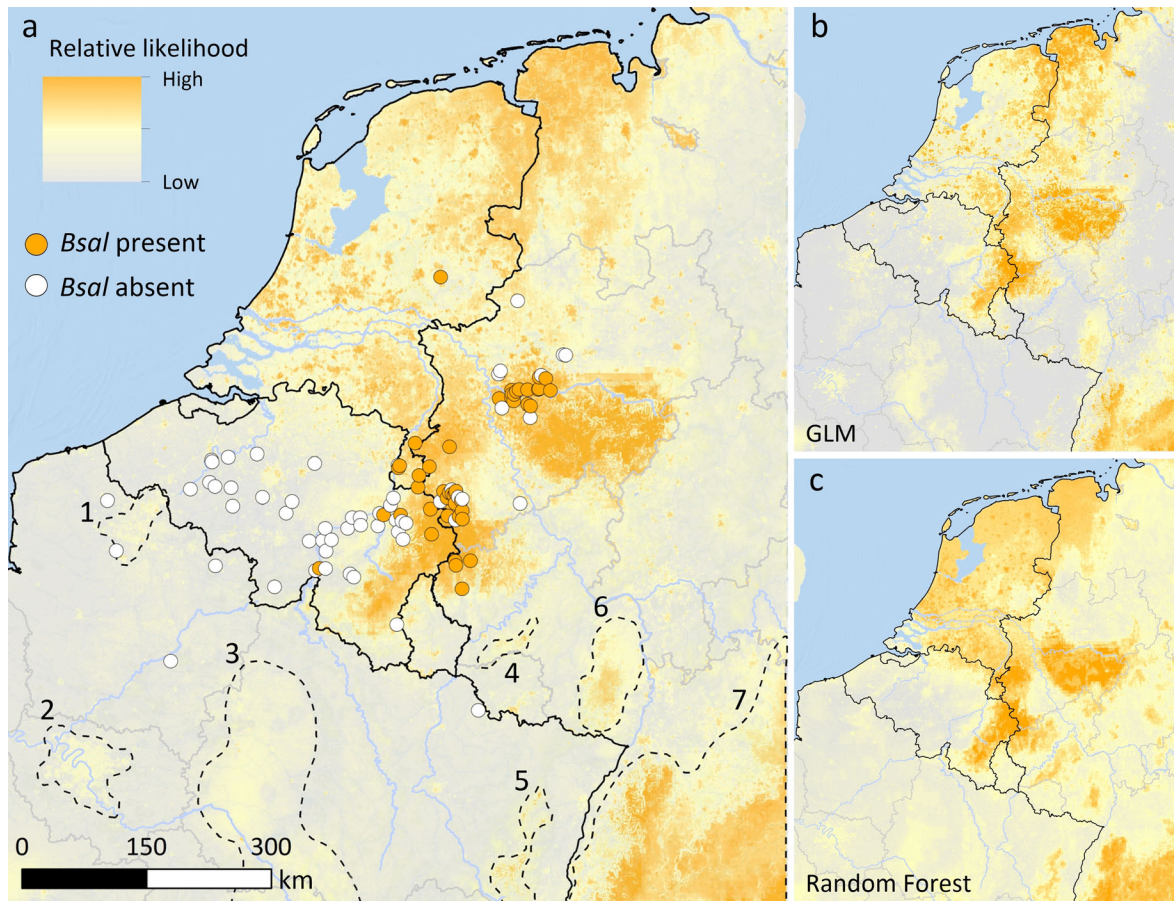 a
Relative likelihood
High
Low
Bsal present
Bsal absent
1
2
3
4
5
6
7
0 150 300
km
b
GLM
c
Random Forest